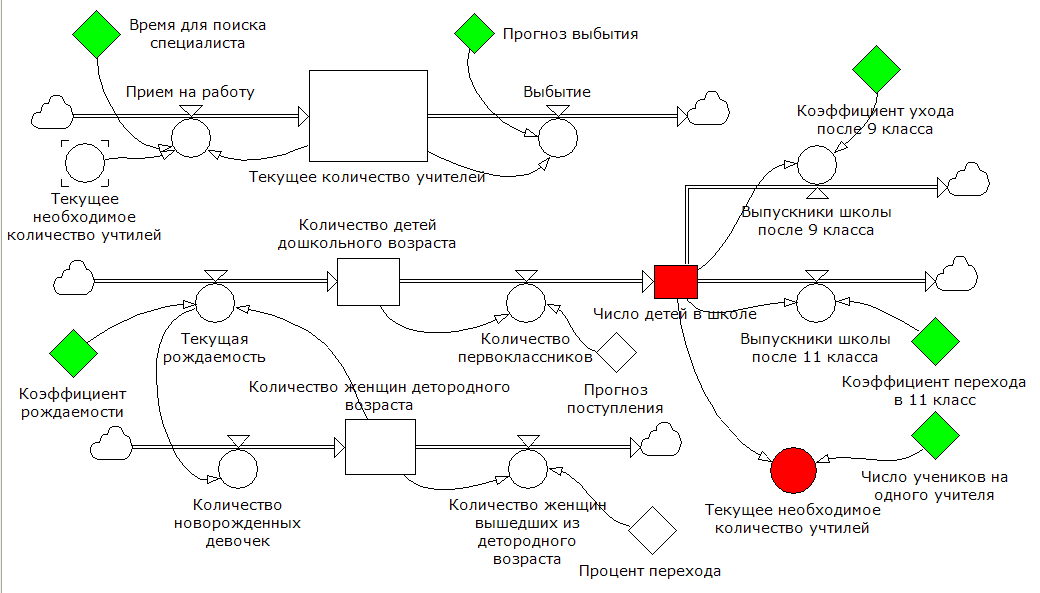 Время для поиска
специалиста
Прогноз выбытия
Прием на работу
Выбытие
Коэффициент ухода
после 9 класса
Текущее количество учителей
Текущее
необходимое
количество учтилей
Выпускники школы
после 9 класса
Количество детей
дошкольного возраста
Число детей в школе
Текущая
рождаемость
Количество
первоклассников
Выпускники школы
после 11 класса
Коэффициент
рождаемости
Количество женщин детородного
возраста
Прогноз
поступления
Коэффициент перехода
в 11 класс
Число учеников на
одного учителя
Количество
новорожденных
девочек
Количество женщин
вышедших из
детородного
возраста
Текущее необходимое
количество учтилей
Процент перехода